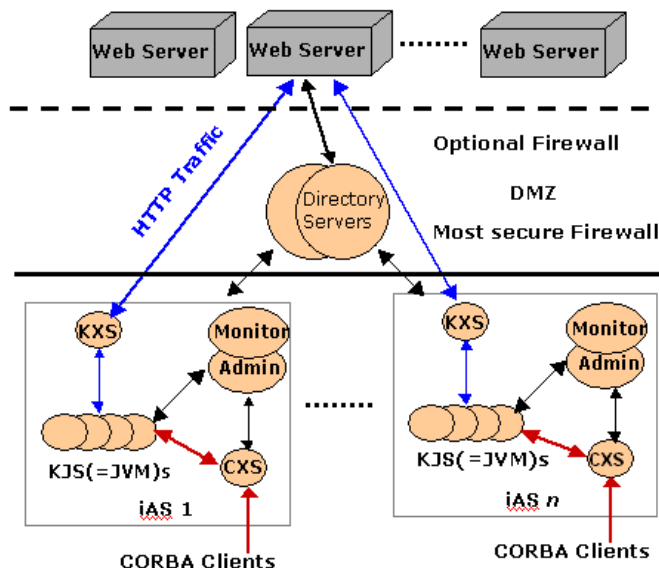 Web Server
Web Server
Web Server
HTTP Traffic
Optional Firewall
Directory
Servers
DMZ
Most secure Firewall
KXS
Monitor
Admin
KJS(=JVM)s
CXS
iAS 1
CORBA Clients
KXS
Monitor
Admin
KJS(=JVM)s
CXS
iAS n
CORBA Clients